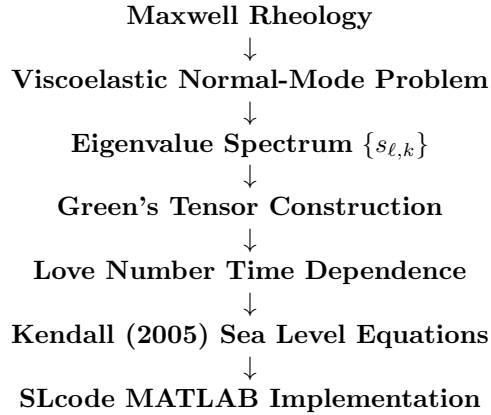 Maxwell Rheology
↓
Viscoelastic Normal-Mode Problem
↓
Eigenvalue Spectrum {sℓ,k}
↓
Green's Tensor Construction
↓
Love Number Time Dependence
↓
Kendall (2005) Sea Level Equations
↓
SLcode MATLAB Implementation